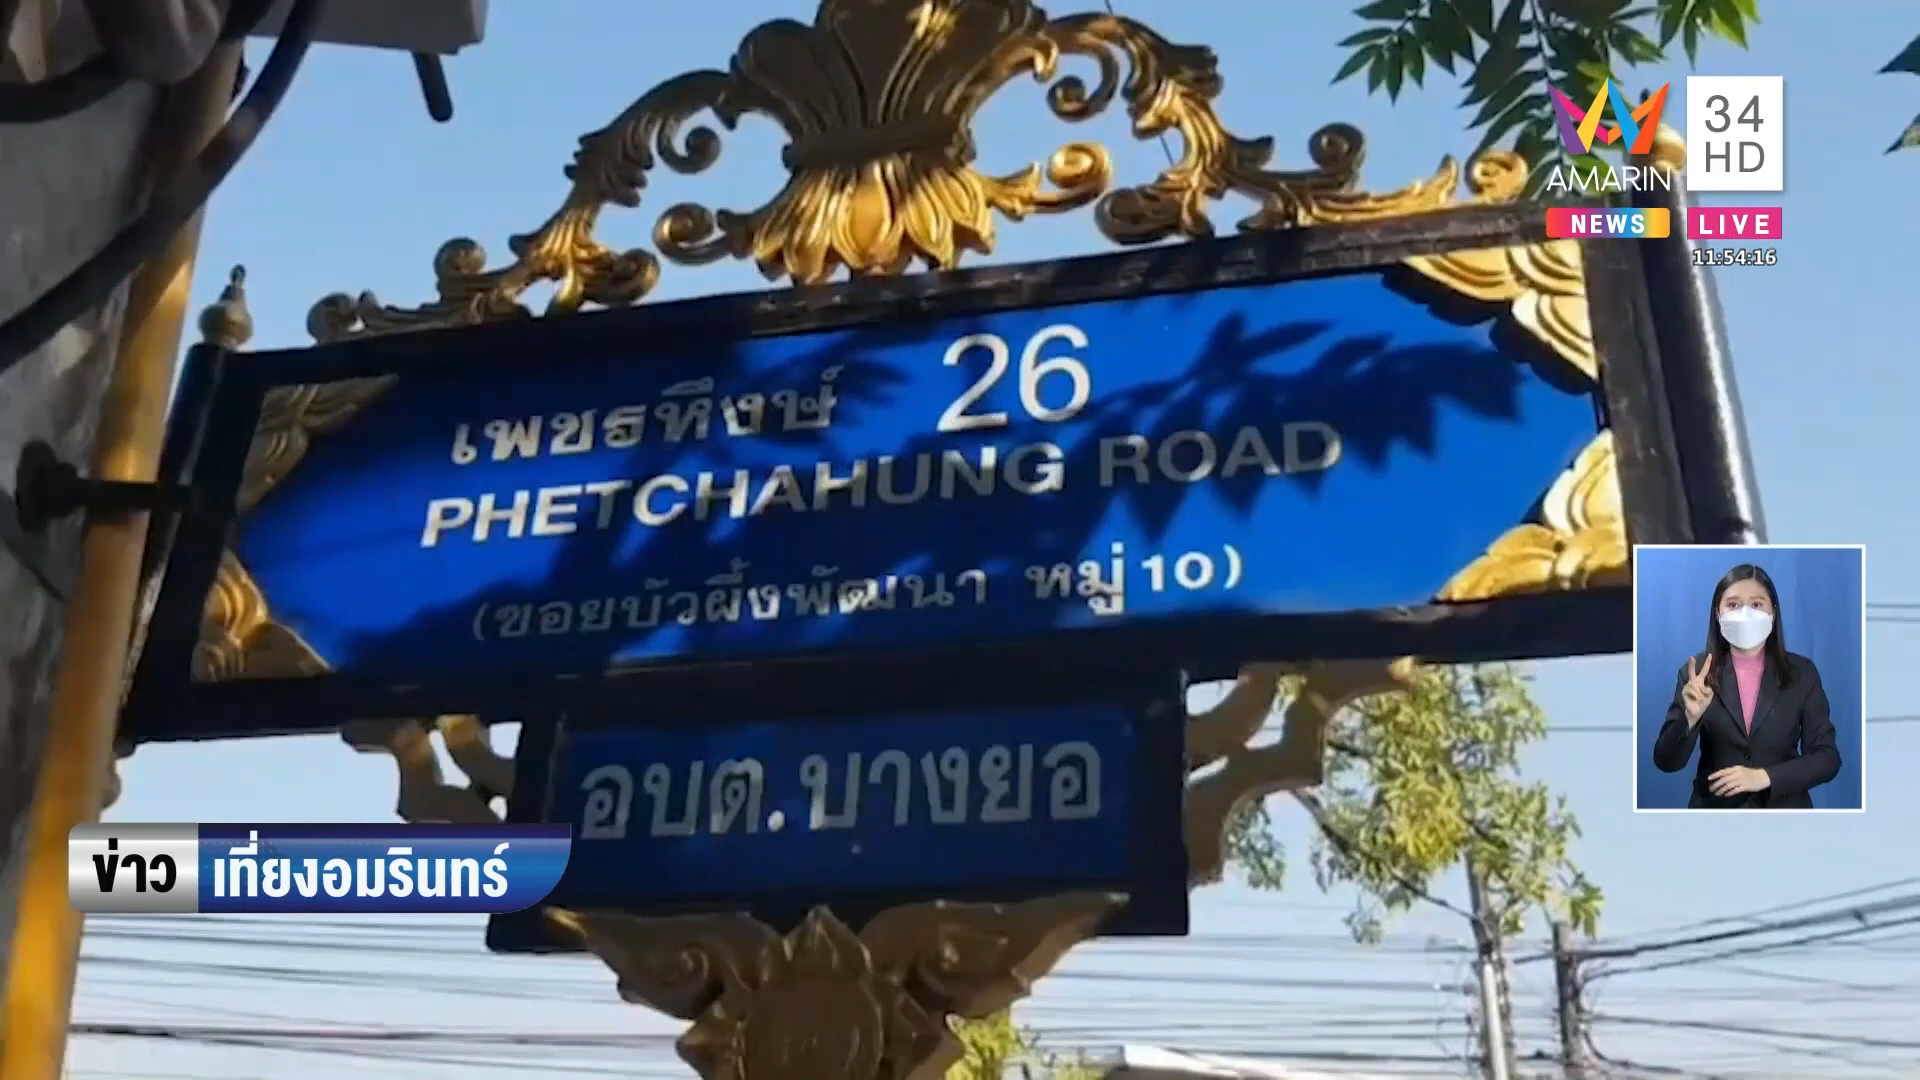 34
HD
AMARIN
NEWS
LIVE
11:54:16
เพชรหึงษ์ 26
PHETCHAHUNG ROAD
(ซอยบัวผึ้งพัฒนา หมู่ 10)
อบต.บางยอ
ข่าว เที่ยงอมรินทร์